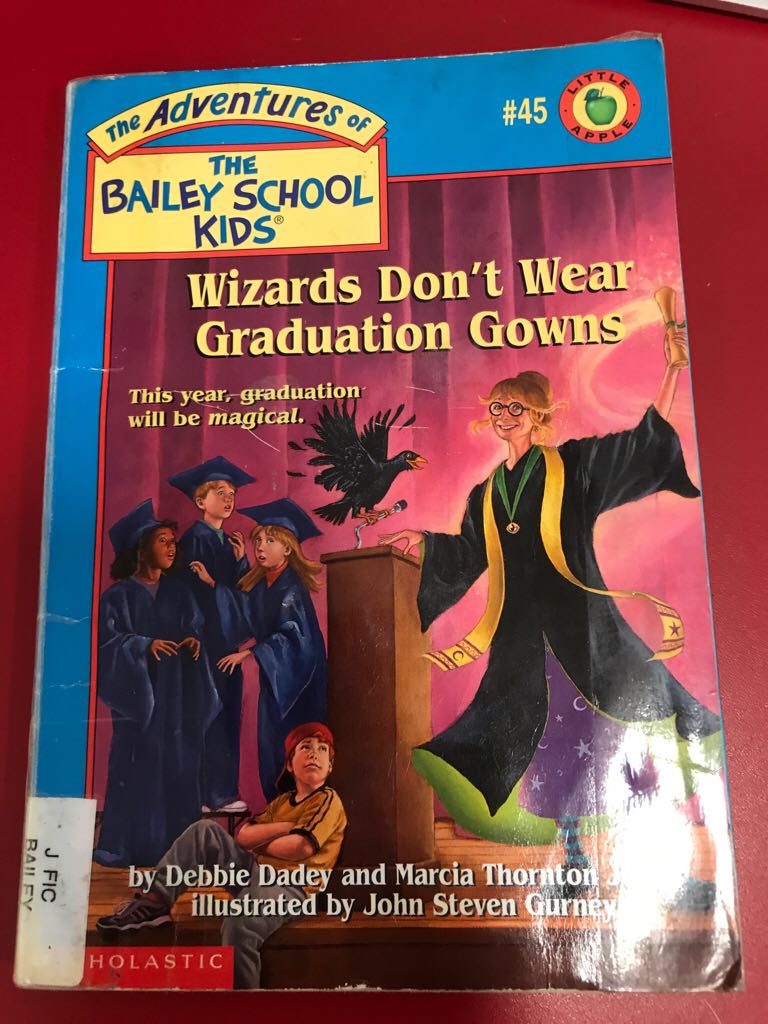 The Adventures of
THE
BAILEY SCHOOL
KIDS®
#45
LITTLE
APPLE
Wizards Don't Wear
Graduation Gowns
This year, graduation
will be magical.
by Debbie Dadey and Marcia Thornton
illustrated by John Steven Gurney
J FIC
BAILEY
HOLASTIC